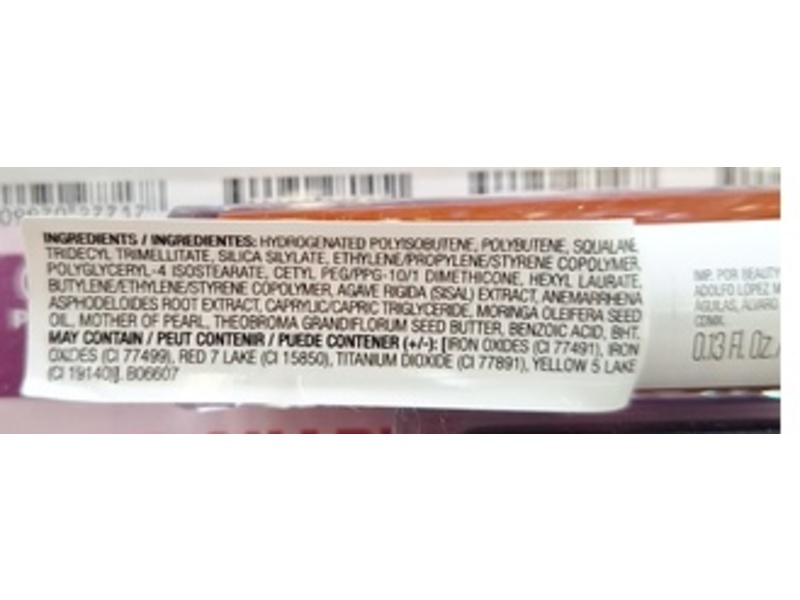 INGREDIENTS / INGREDIENTES: HYDROGENATED POLYISOBUTENE, POLYBUTENE, SQUALANE,
TRIDECYL TRIMELLITATE, SILICA SILYLATE, ETHYLENE/PROPYLENE/STYRENE COPOLYMER,
POLYGLYCERYL-4 ISOSTEARATE, CETYL PEG/PPG-10/1 DIMETHICONE, HEXYL LAURATE,
BUTYLENE/ETHYLENE/STYRENE COPOLYMER, AGAVE RIGIDA (SISAL) EXTRACT, ANEMARRHENA
ASPHODELOIDES ROOT EXTRACT, CAPRYLIC/CAPRIC TRIGLYCERIDE, MORINGA OLEIFERA SEED
OIL, MOTHER OF PEARL, THEOBROMA GRANDIFLORUM SEED BUTTER, BENZOIC ACID, BHT.
MAY CONTAIN / PEUT CONTENIR / PUEDE CONTENER (+/-): [IRON OXIDES (CI 77491), IRON
OXIDES (CI 77499), RED 7 LAKE (CI 15850), TITANIUM DIOXIDE (CI 77891), YELLOW 5 LAKE
(CI 19140)]. B06607
IMP. POR BEAUTY
ADOLFO LOPEZ M
AGUILAS, ALVARO
CDMX.
0.13 Fl. Oz.